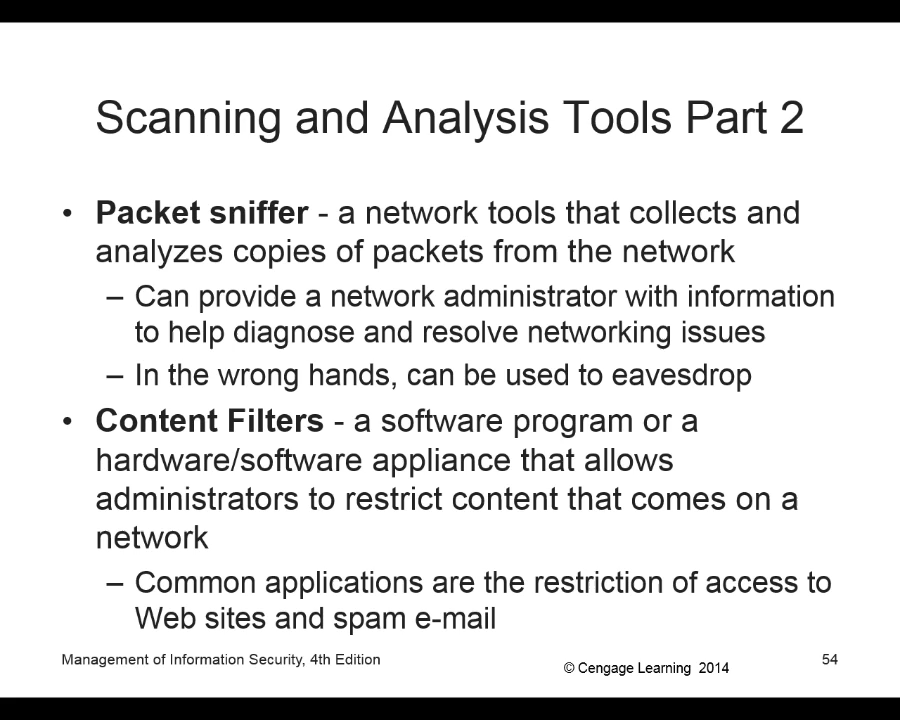 Scanning and Analysis Tools Part 2
• Packet sniffer - a network tools that collects and
analyzes copies of packets from the network
– Can provide a network administrator with information
to help diagnose and resolve networking issues
– In the wrong hands, can be used to eavesdrop
• Content Filters - a software program or a
hardware/software appliance that allows
administrators to restrict content that comes on a
network
– Common applications are the restriction of access to
Web sites and spam e-mail
Management of Information Security, 4th Edition
© Cengage Learning 2014
54